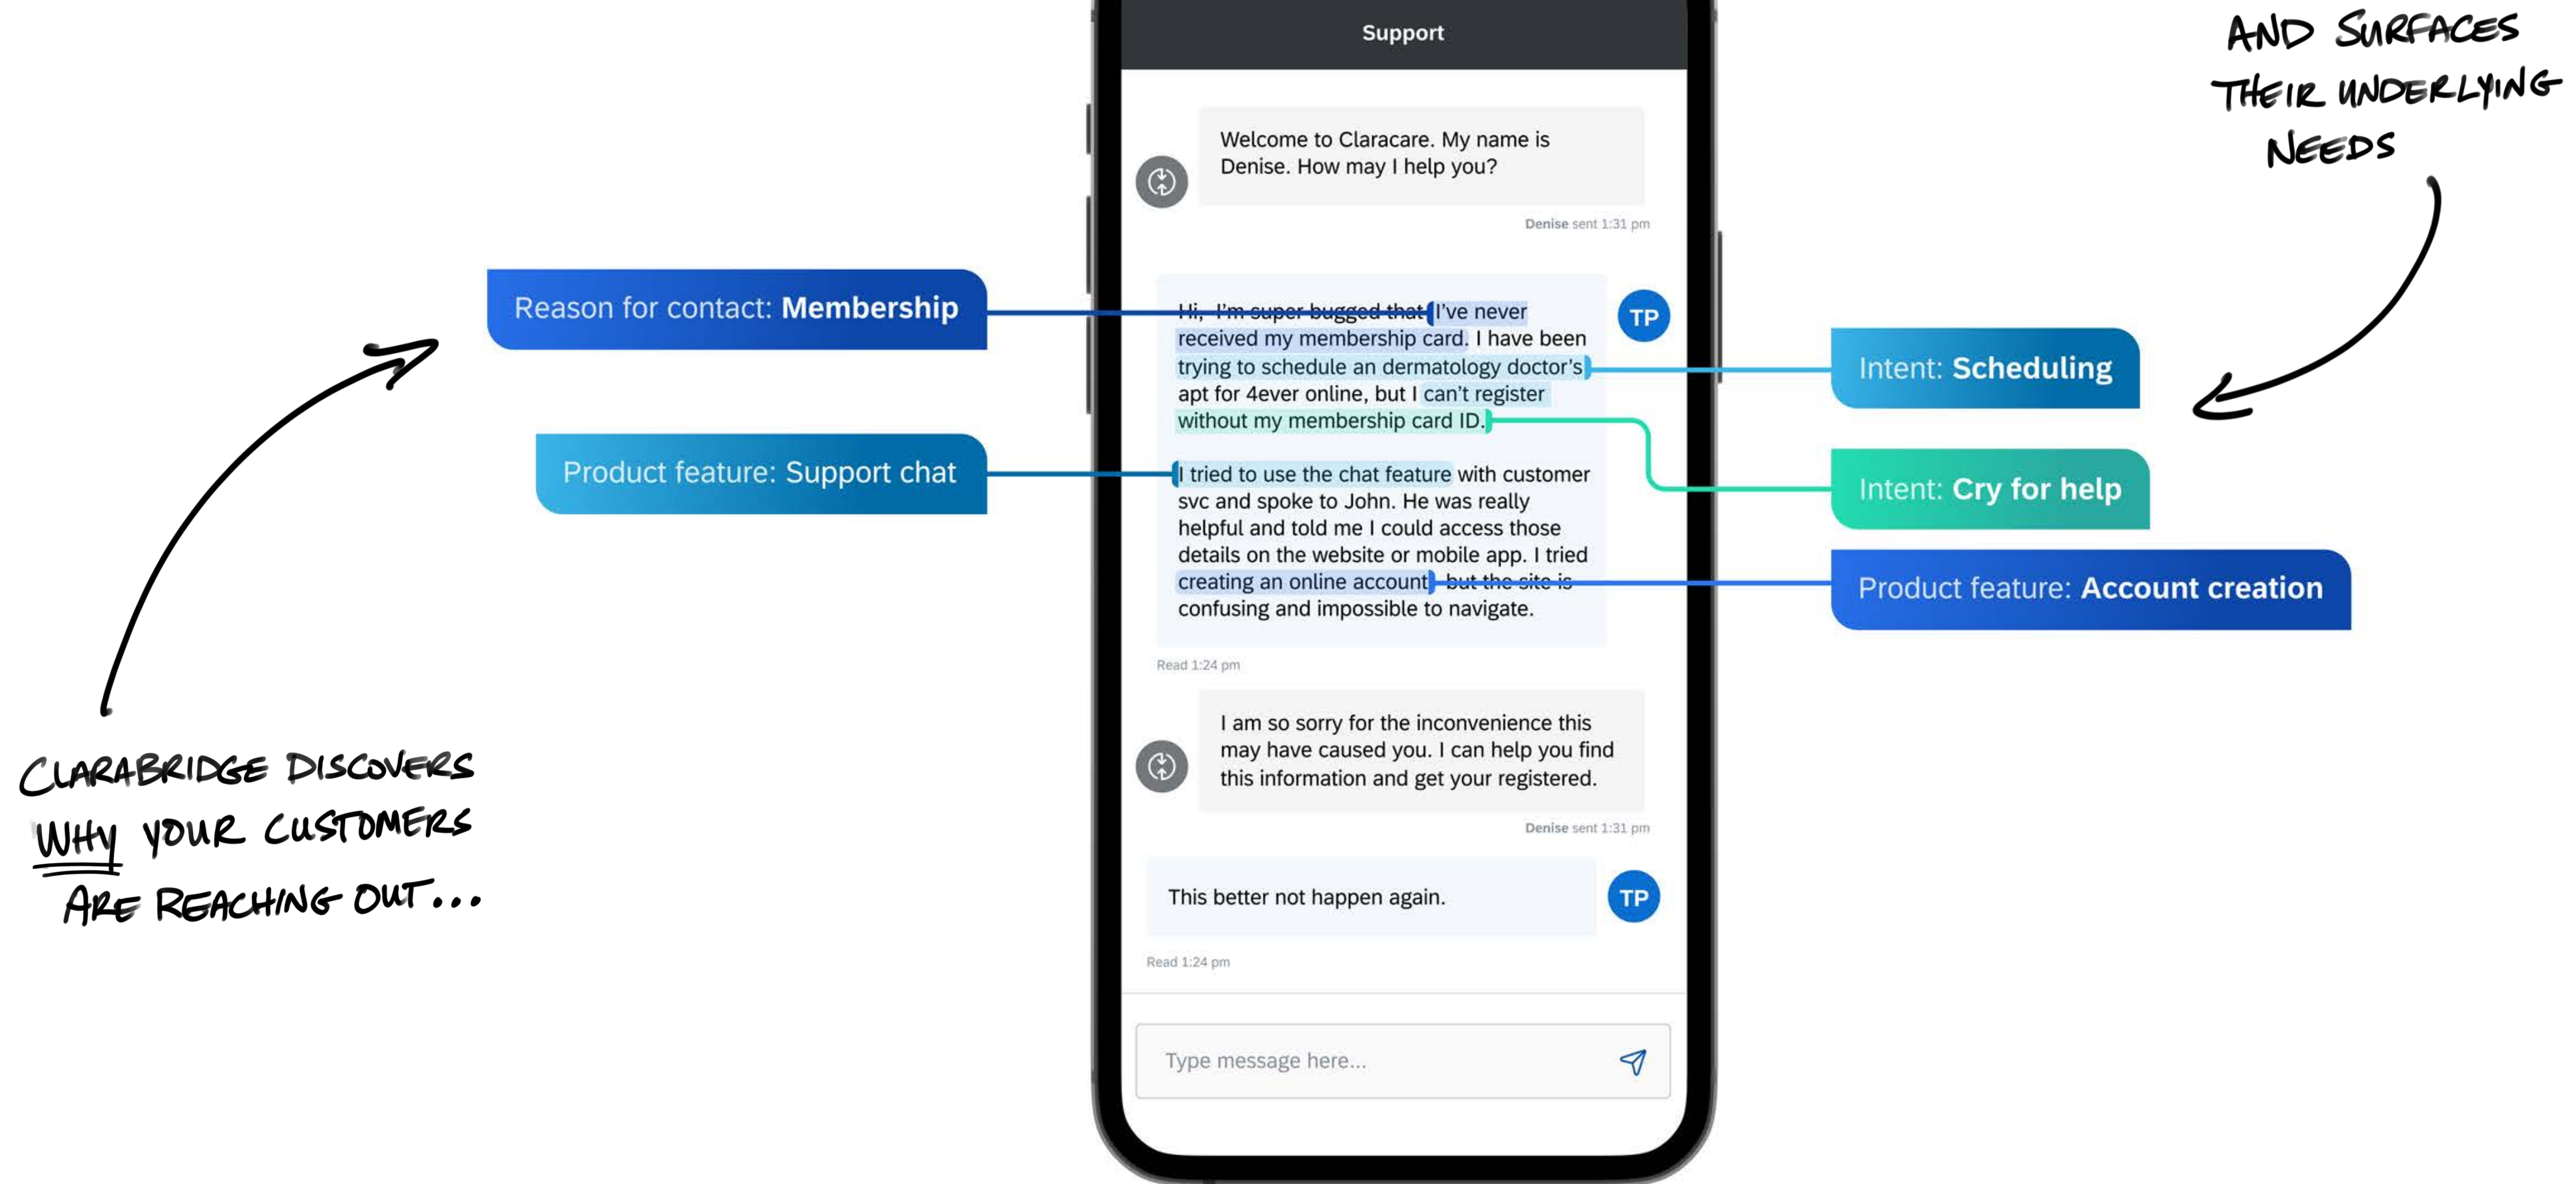 AND SURFACES
THEIR UNDERLYING
NEEDS
Support
Welcome to Claracare. My name is
Denise. How may I help you?
Denise sent 1:31 pm
Reason for contact: Membership
Hi, I'm super bugged that I've never
received my membership card. I have been
trying to schedule an dermatology doctor's
apt for 4ever online, but I can't register
without my membership card ID.
TP
Intent: Scheduling
Intent: Cry for help
Product feature: Support chat
I tried to use the chat feature with customer
svc and spoke to John. He was really
helpful and told me I could access those
details on the website or mobile app. I tried
creating an online account, but the site is
confusing and impossible to navigate.
Product feature: Account creation
Read 1:24 pm
I am so sorry for the inconvenience this
may have caused you. I can help you find
this information and get your registered.
Denise sent 1:31 pm
CLARABRIDGE DISCOVERS
WHY YOUR CUSTOMERS
ARE REACHING OUT...
This better not happen again.
TP
Read 1:24 pm
Type message here...